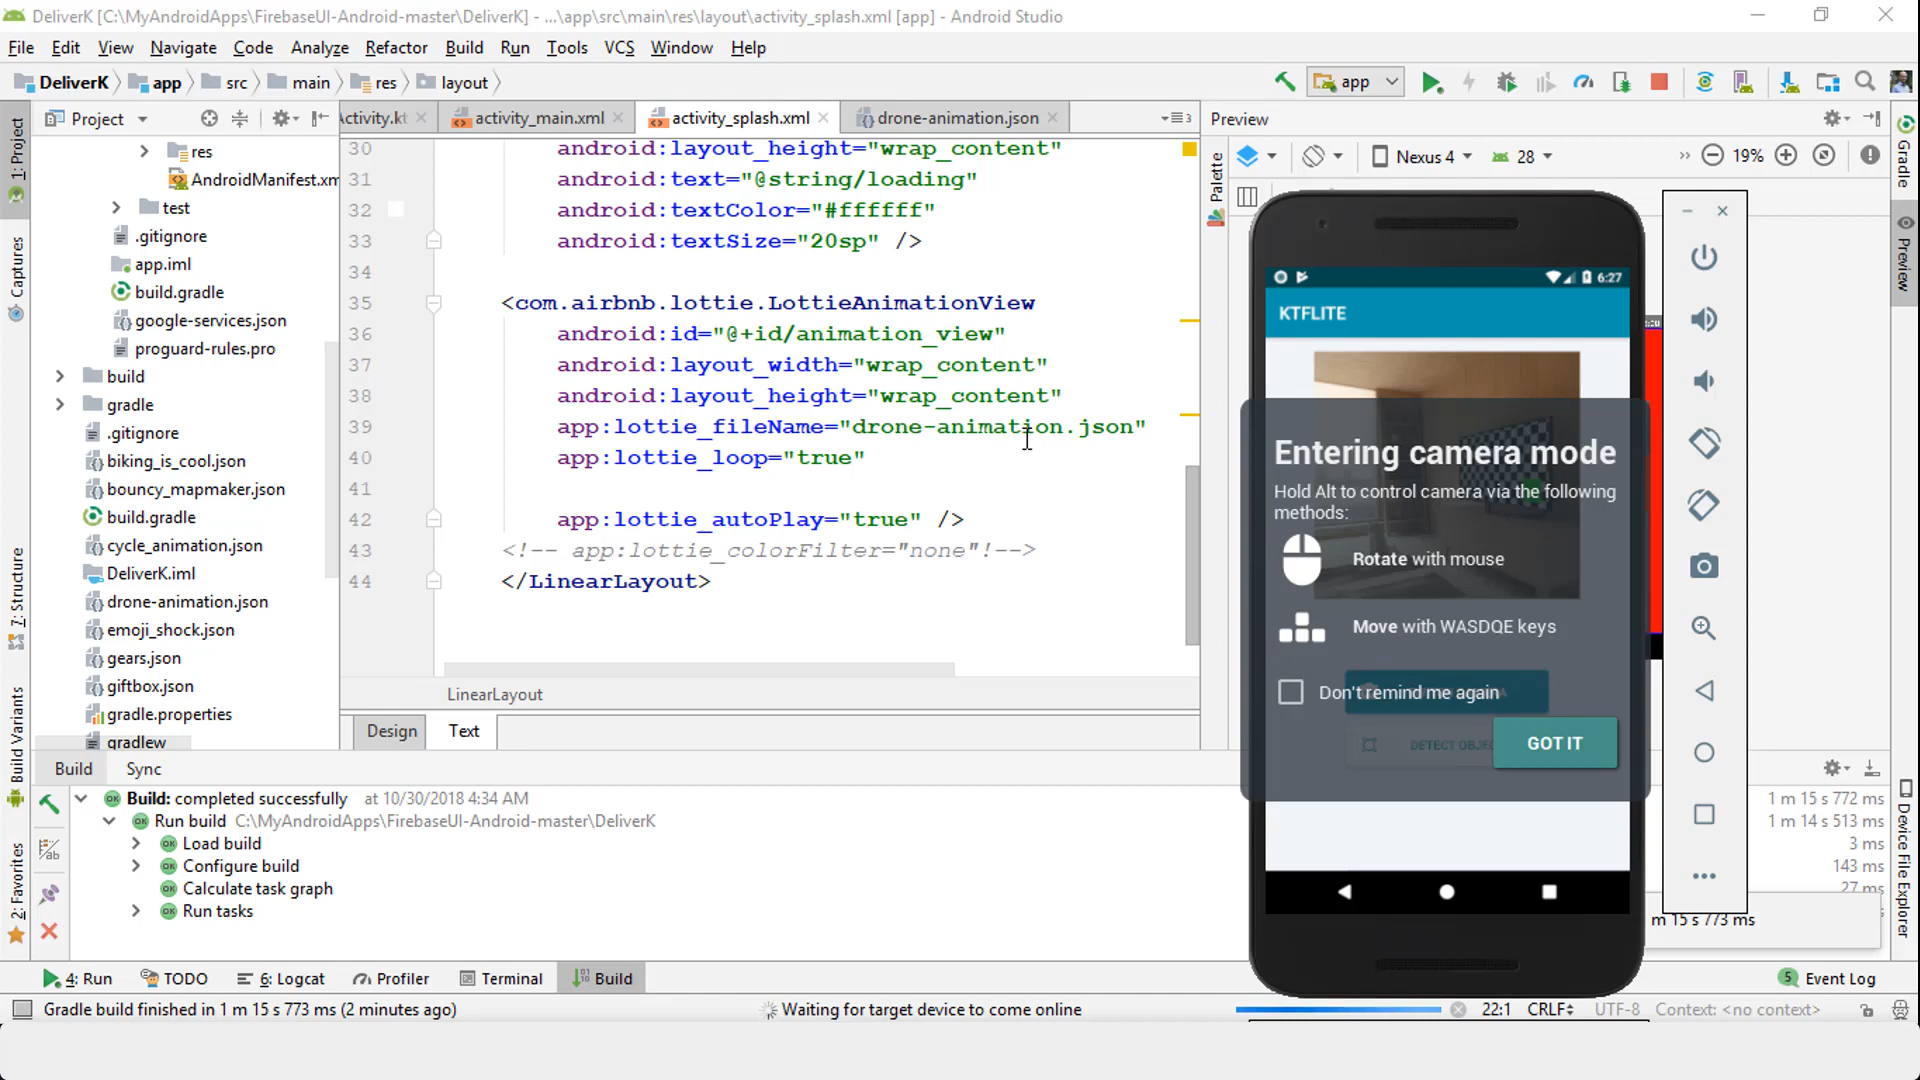 DeliverK [C:\MyAndroidApps\FirebaseUI-Android-master\DeliverK] - ...\app\src\main\res\layout\activity_splash.xml [app] - Android Studio
File Edit View Navigate Code Analyze Refactor Build Run Tools VCS Window Help
DeliverK app src main res layout
app
Project
ctivity.kt activity_main.xml activity_splash.xml drone-animation.json
3
Preview
1: Project
Captures
7: Structure
Build Variants
2: Favorites
res
AndroidManifest.xm
test
.gitignore
app.iml
build.gradle
google-services.json
proguard-rules.pro
build
gradle
.gitignore
biking_is_cool.json
bouncy_mapmaker.json
build.gradle
cycle_animation.json
DeliverK.iml
drone-animation.json
emoji_shock.json
gears.json
giftbox.json
gradle.properties
gradlew
30 android:layout_height="wrap_content"
31 android:text="@string/loading"
32 android:textColor="#ffffff"
33 android:textSize="20sp" />
34
35 <com.airbnb.lottie.LottieAnimationView
36 android:id="@+id/animation_view"
37 android:layout_width="wrap_content"
38 android:layout_height="wrap_content"
39 app:lottie_fileName="drone-animation.json"
40 app:lottie_loop="true"
41
42 app:lottie_autoPlay="true" />
43 <!-- app:lottie_colorFilter="none"!-->
44 </LinearLayout>
LinearLayout
Design Text
Palette
Nexus 4 28 19%
Gradle
Preview
Device File Explorer
6:27
KTFLITE
Entering camera mode
Hold Alt to control camera via the following
methods:
Rotate with mouse
Move with WASDQE keys
Don't remind me again
DETECT OBJEC
GOT IT
Build Sync
Build: completed successfully at 10/30/2018 4:34 AM
Run build C:\MyAndroidApps\FirebaseUI-Android-master\DeliverK
Load build
Configure build
Calculate task graph
Run tasks
1 m 15 s 772 ms
1 m 14 s 513 ms
3 ms
143 ms
27 ms
m 15 s 773 ms
4: Run TODO 6: Logcat Profiler Terminal Build
5 Event Log
Gradle build finished in 1 m 15 s 773 ms (2 minutes ago)
Waiting for target device to come online
22:1 CRLF UTF-8 Context: <no context>